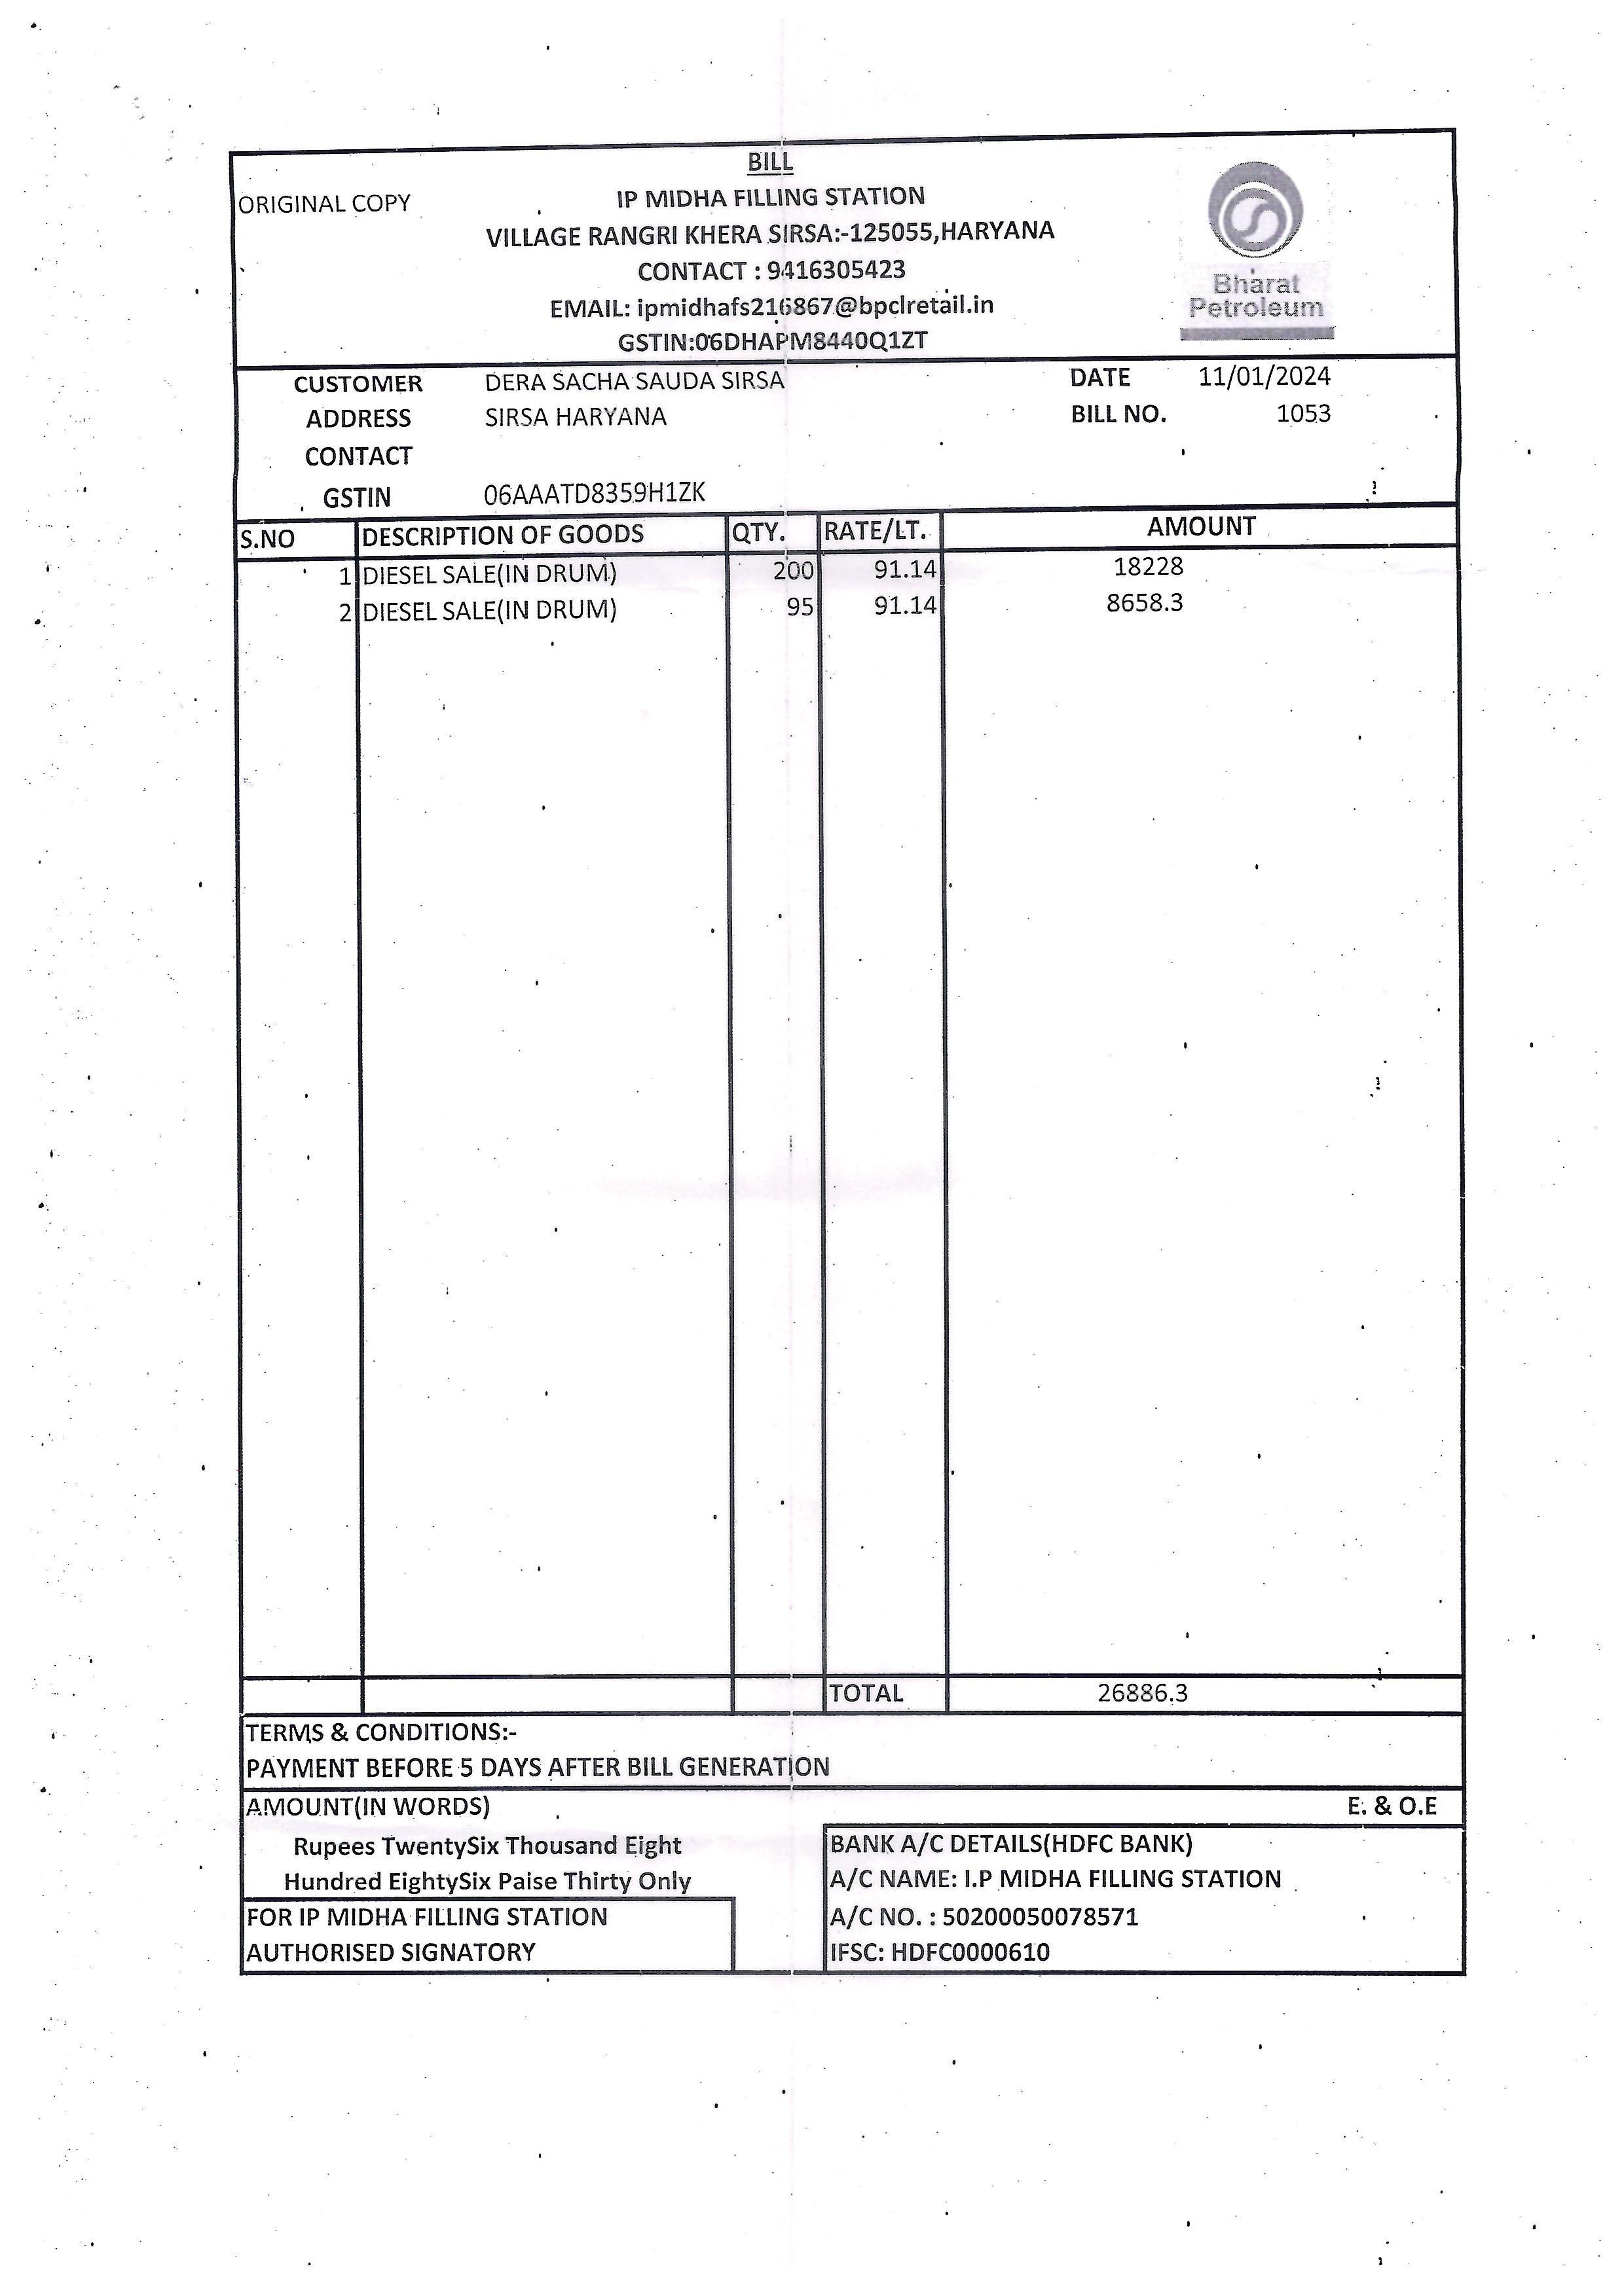 BILL
ORIGINAL COPY
IP MIDHA FILLING STATION
VILLAGE RANGRI KHERA SIRSA:-125055,HARYANA
CONTACT : 9416305423
EMAIL: ipmidhafs216867@bpclretail.in
GSTIN:06DHAPM8440Q1ZT
Bharat
Petroleum
CUSTOMER DERA SACHA SAUDA SIRSA DATE 11/01/2024
ADDRESS SIRSA HARYANA BILL NO. 1053
CONTACT
GSTIN 06AAATD8359H1ZK
S.NO DESCRIPTION OF GOODS QTY. RATE/LT. AMOUNT
1 DIESEL SALE(IN DRUM) 200 91.14 18228
2 DIESEL SALE(IN DRUM) 95 91.14 8658.3
TOTAL 26886.3
TERMS & CONDITIONS:-
PAYMENT BEFORE 5 DAYS AFTER BILL GENERATION
AMOUNT(IN WORDS) E. & O.E
Rupees TwentySix Thousand Eight
Hundred EightySix Paise Thirty Only
BANK A/C DETAILS(HDFC BANK)
A/C NAME: I.P MIDHA FILLING STATION
FOR IP MIDHA FILLING STATION
A/C NO. : 50200050078571
AUTHORISED SIGNATORY
IFSC: HDFC0000610